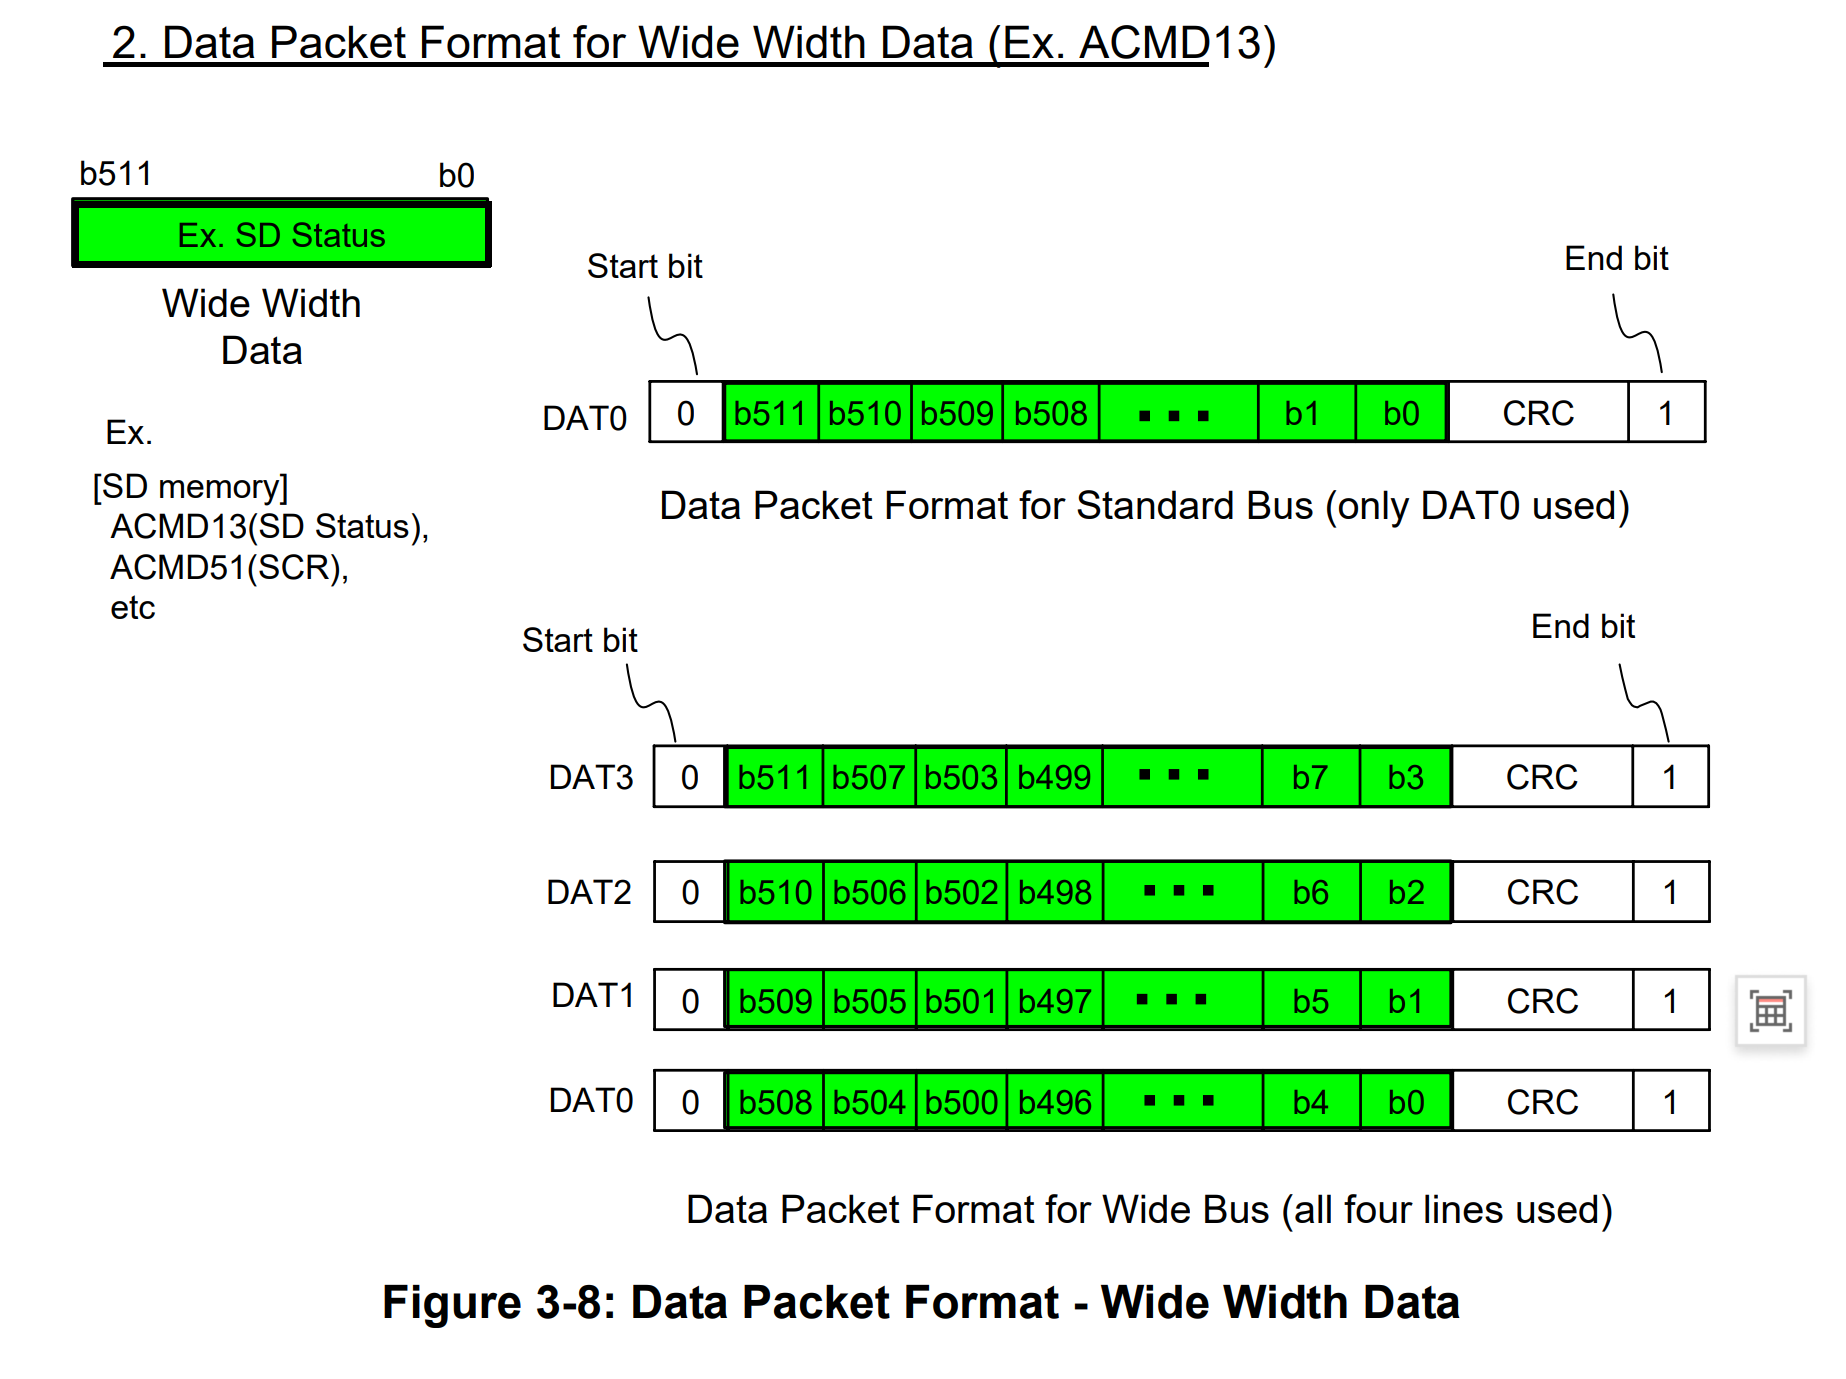 2. Data Packet Format for Wide Width Data (Ex. ACMD13)
b511 b0
Ex. SD Status
Wide Width
Data
Ex.
[SD memory]
ACMD13(SD Status),
ACMD51(SCR),
etc
Start bit End bit
DAT0 0 b511 b510 b509 b508 ▪ ▪ ▪ b1 b0 CRC 1
Data Packet Format for Standard Bus (only DAT0 used)
Start bit End bit
DAT3 0 b511 b507 b503 b499 ▪ ▪ ▪ b7 b3 CRC 1
DAT2 0 b510 b506 b502 b498 ▪ ▪ ▪ b6 b2 CRC 1
DAT1 0 b509 b505 b501 b497 ▪ ▪ ▪ b5 b1 CRC 1
DAT0 0 b508 b504 b500 b496 ▪ ▪ ▪ b4 b0 CRC 1
Data Packet Format for Wide Bus (all four lines used)
Figure 3-8: Data Packet Format - Wide Width Data